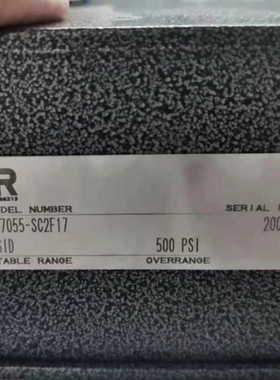 R
DEL NUMBER SERIAL N
7055-SC2F17 200
SID 500 PSI
TABLE RANGE OVERRANGE